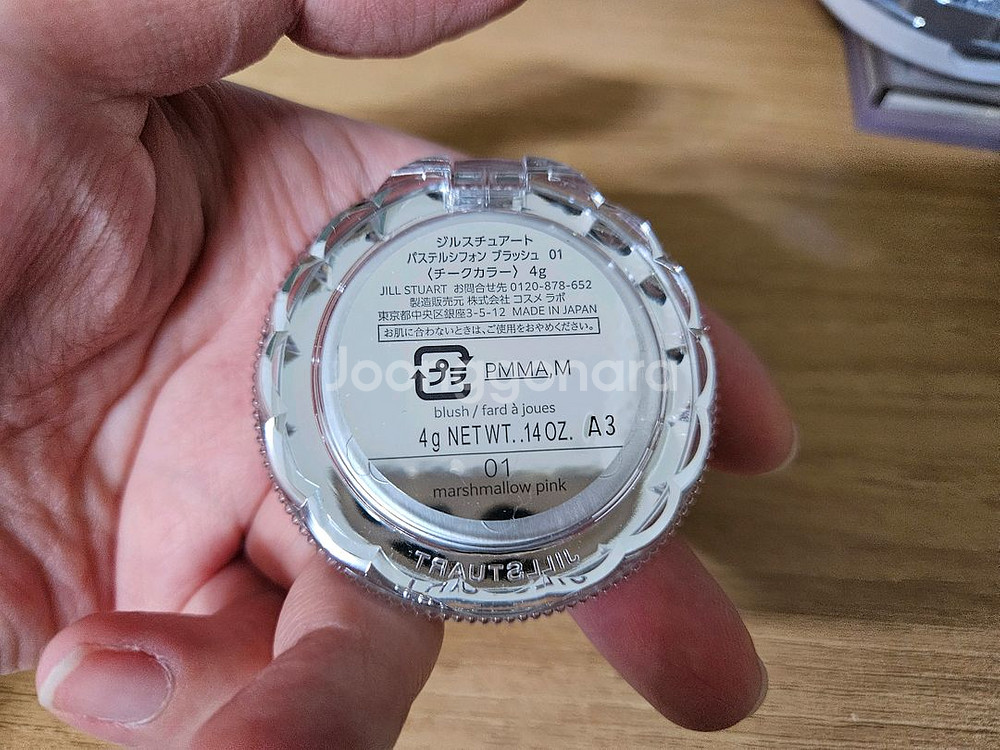 ジルスチュアート
パステルシフォン ブラッシュ 01
〈チークカラー〉 4g
JILL STUART お問合せ先 0120-878-652
製造販売元 株式会社 コスメ ラボ
東京都中央区銀座3-5-12 MADE IN JAPAN
お肌に合わないときは、ご使用をおやめください。
プラ PMMA,M
Joonggonara
blush / fard à joues
4g NET WT. .14 OZ. A3
01
marshmallow pink
JILL STUART